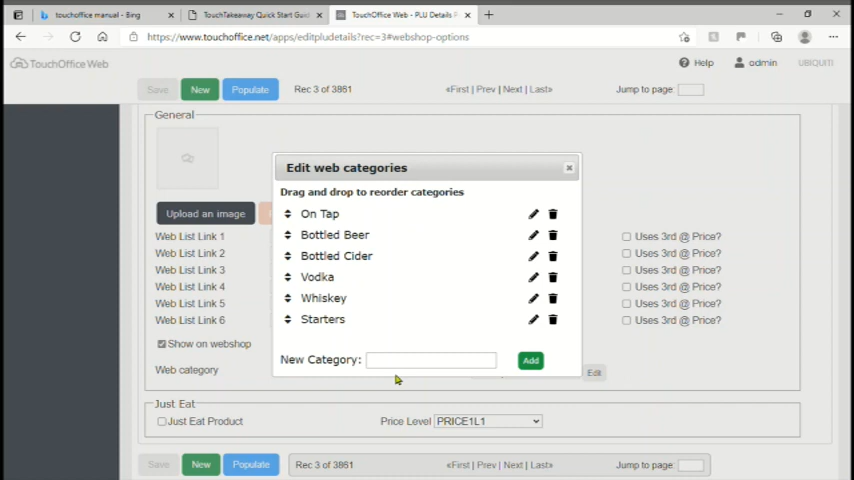 touchoffice manual - Bing
TouchTakeaway Quick Start Guid
TouchOffice Web - PLU Details P
https://www.touchoffice.net/apps/editpludetails?rec=3#webshop-options
TouchOffice Web
Help
admin
UBIQUITI
Save
New
Populate
Rec 3 of 3861
«First | Prev | Next | Last»
Jump to page:
General
Edit web categories
Drag and drop to reorder categories
On Tap
Bottled Beer
Bottled Cider
Vodka
Whiskey
Starters
New Category:
Add
Upload an image
Web List Link 1
Uses 3rd @ Price?
Web List Link 2
Uses 3rd @ Price?
Web List Link 3
Uses 3rd @ Price?
Web List Link 4
Uses 3rd @ Price?
Web List Link 5
Uses 3rd @ Price?
Web List Link 6
Uses 3rd @ Price?
Show on webshop
Web category
Edit
Just Eat
Just Eat Product
Price Level
PRICE1L1
Save
New
Populate
Rec 3 of 3861
«First | Prev | Next | Last»
Jump to page: